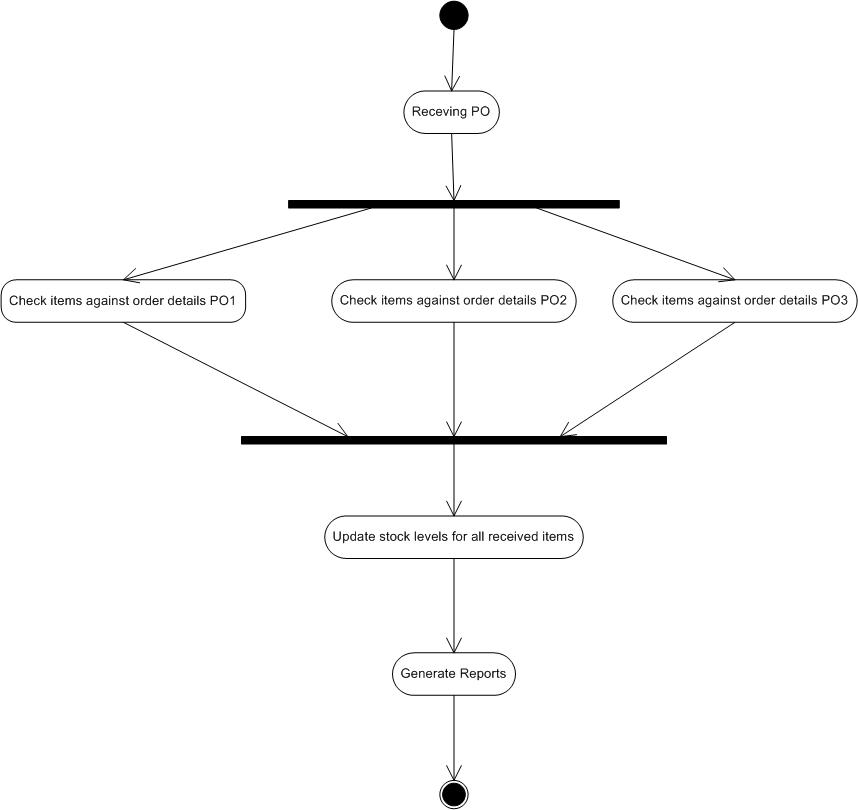 Receving PO
Check items against order details PO1
Check items against order details PO2
Check items against order details PO3
Update stock levels for all received items
Generate Reports